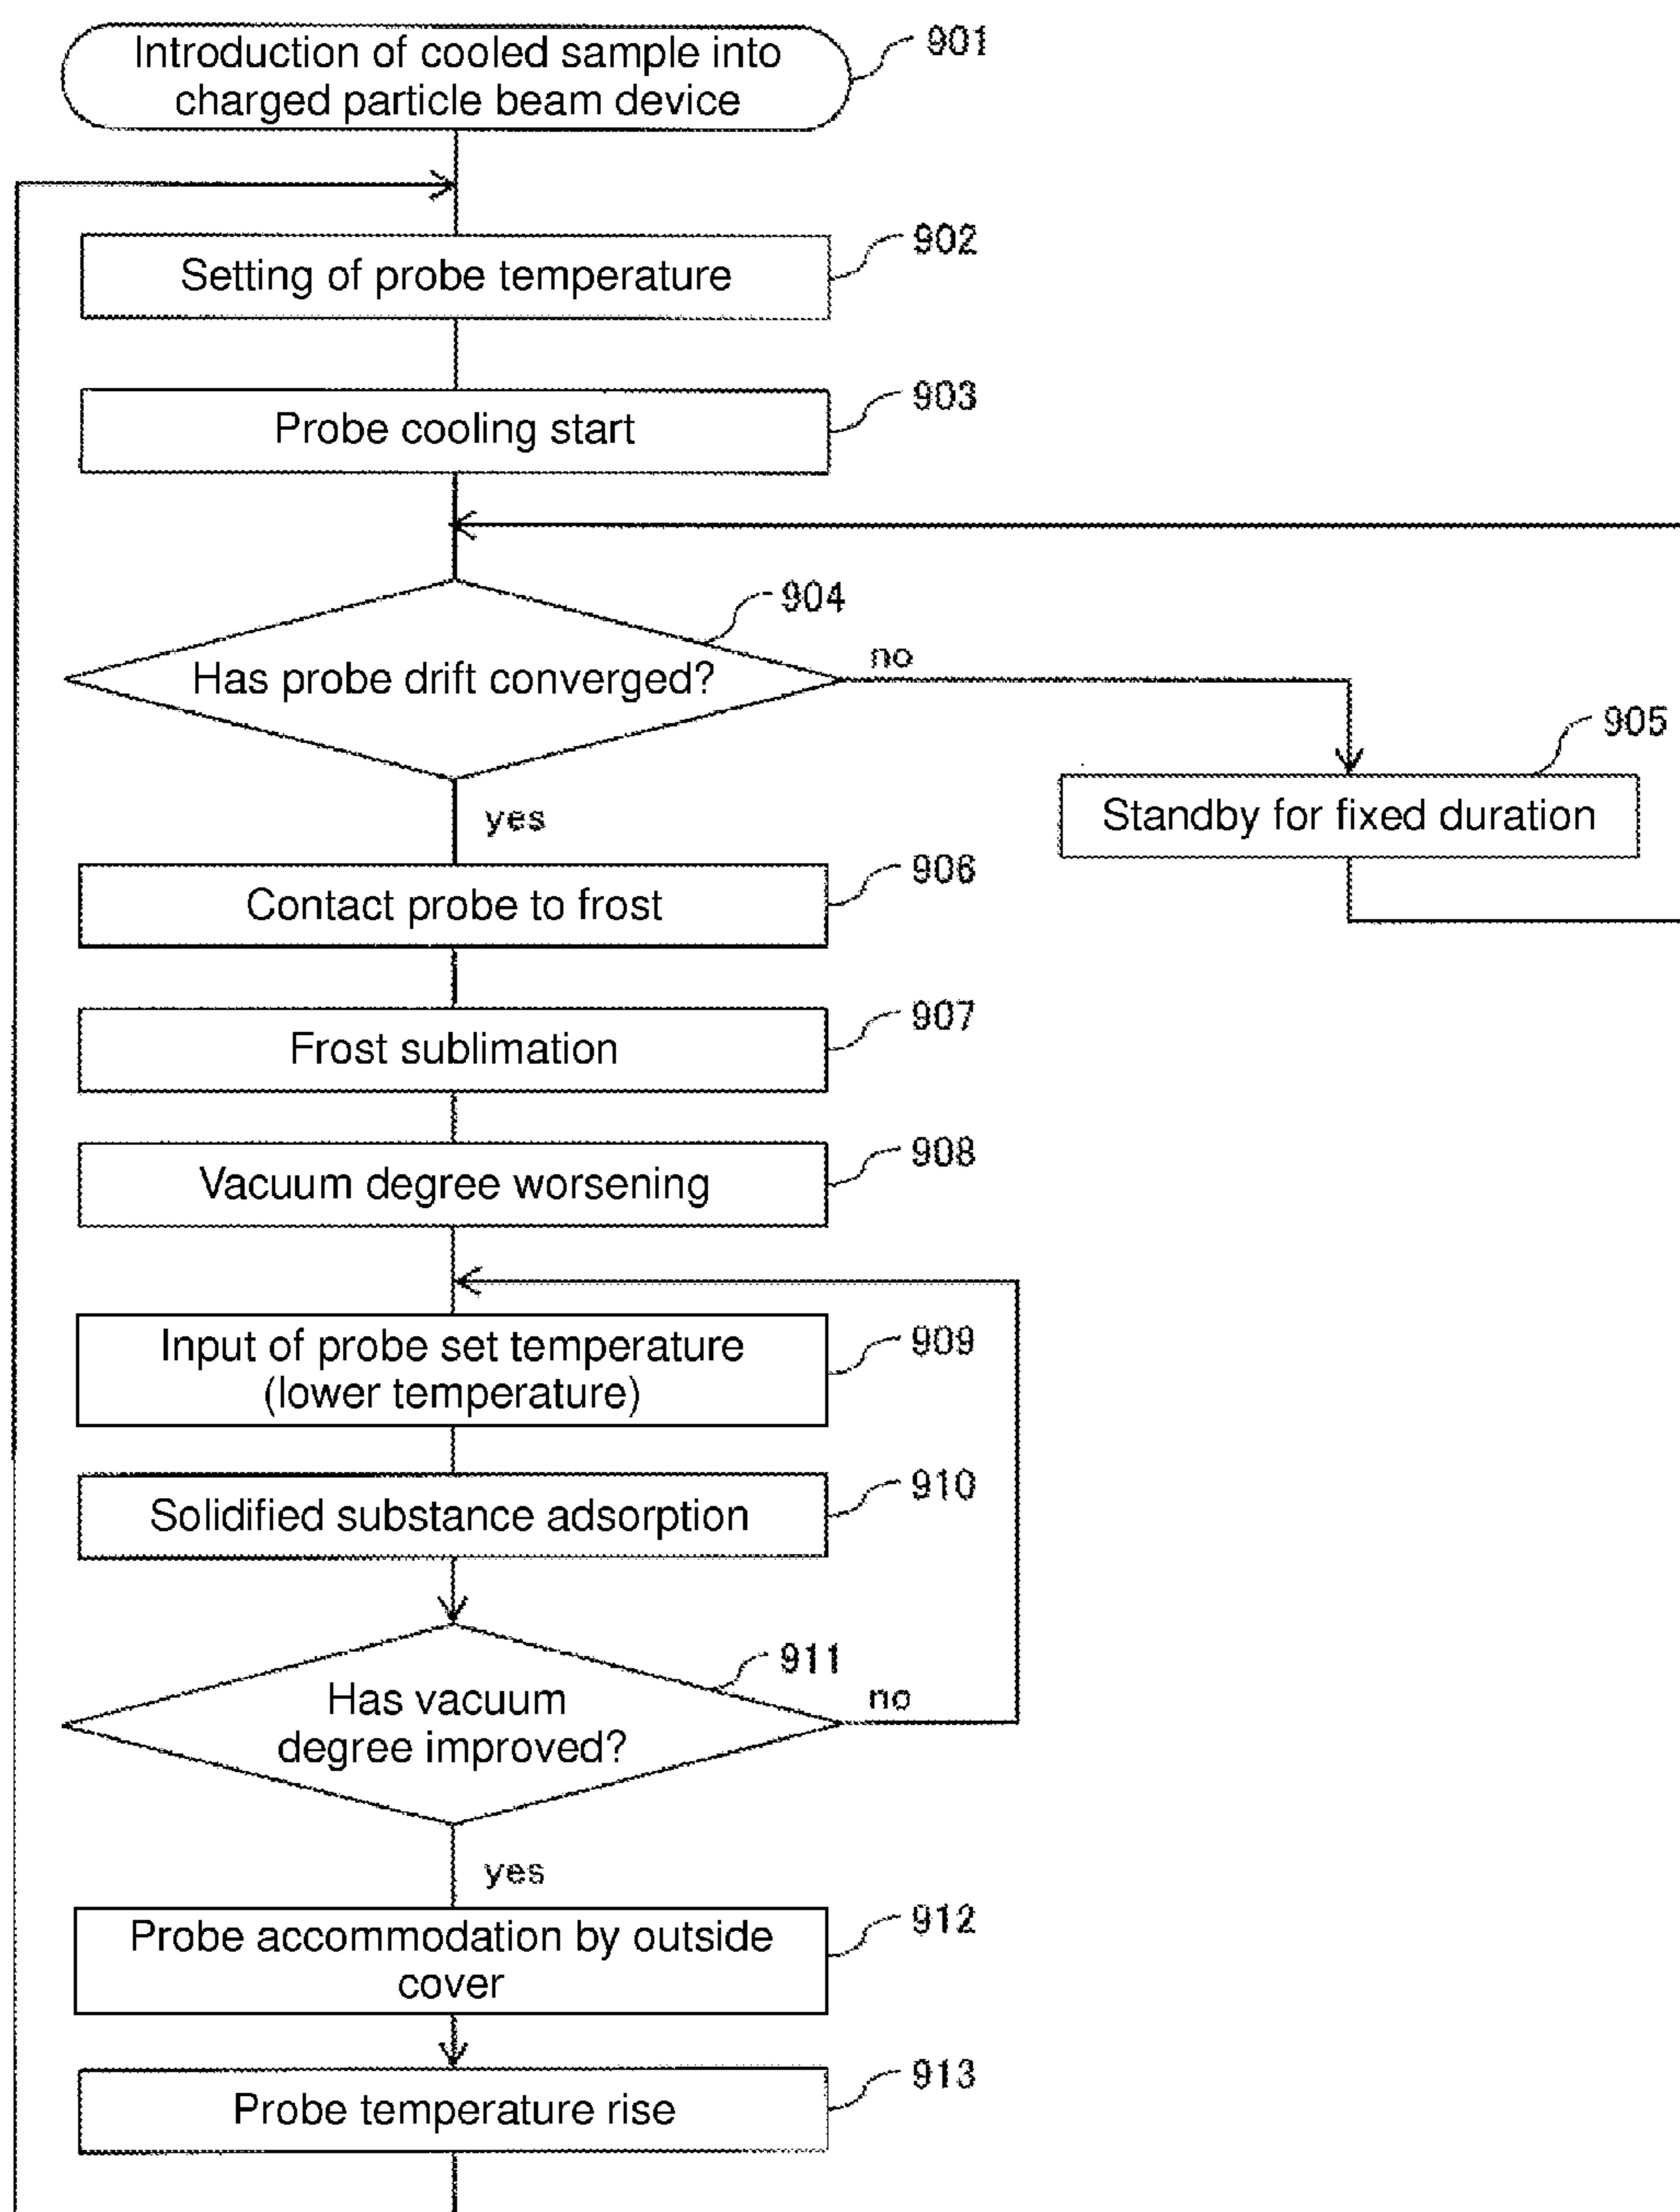 Introduction of cooled sample into
charged particle beam device
901
Setting of probe temperature
902
Probe cooling start
903
904
Has probe drift converged?
no
905
Standby for fixed duration
yes
Contact probe to frost
906
Frost sublimation
907
Vacuum degree worsening
908
Input of probe set temperature
(lower temperature)
909
Solidified substance adsorption
910
911
Has vacuum
degree improved?
no
yes
Probe accommodation by outside
cover
912
Probe temperature rise
913